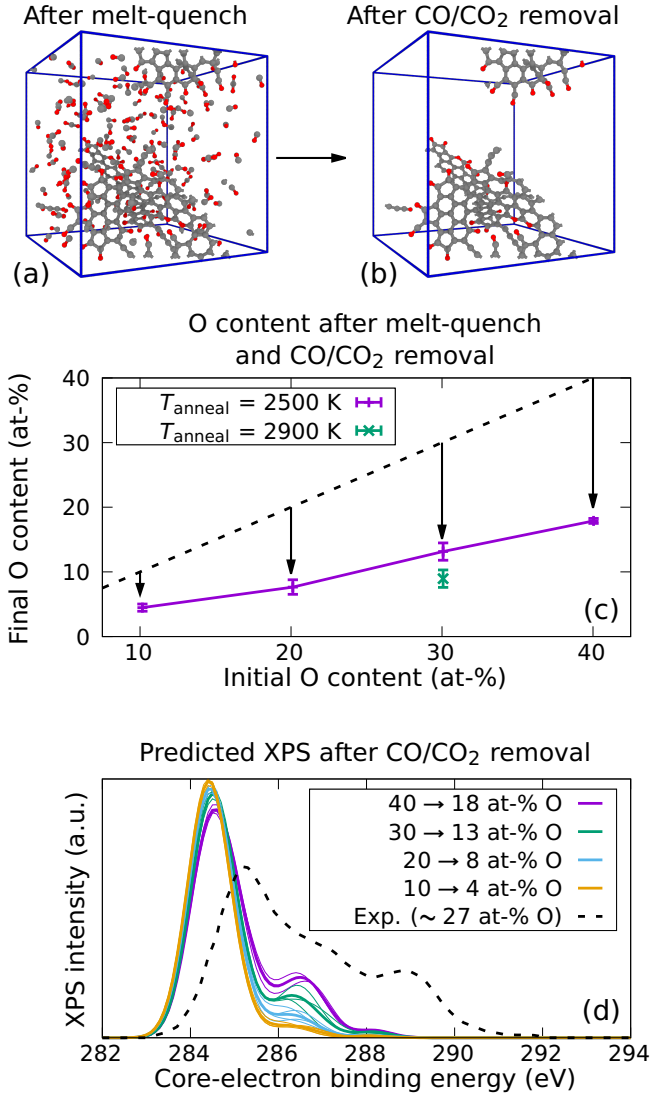 After melt-quench
After CO/CO₂ removal
(a)
(b)
O content after melt-quench
and CO/CO₂ removal
Final O content (at-%)
40
30
20
10
0
T_anneal = 2500 K
T_anneal = 2900 K
(c)
10 20 30 40
Initial O content (at-%)
Predicted XPS after CO/CO₂ removal
XPS intensity (a.u.)
40 → 18 at-% O
30 → 13 at-% O
20 → 8 at-% O
10 → 4 at-% O
Exp. (~ 27 at-% O)
(d)
282 284 286 288 290 292 294
Core-electron binding energy (eV)